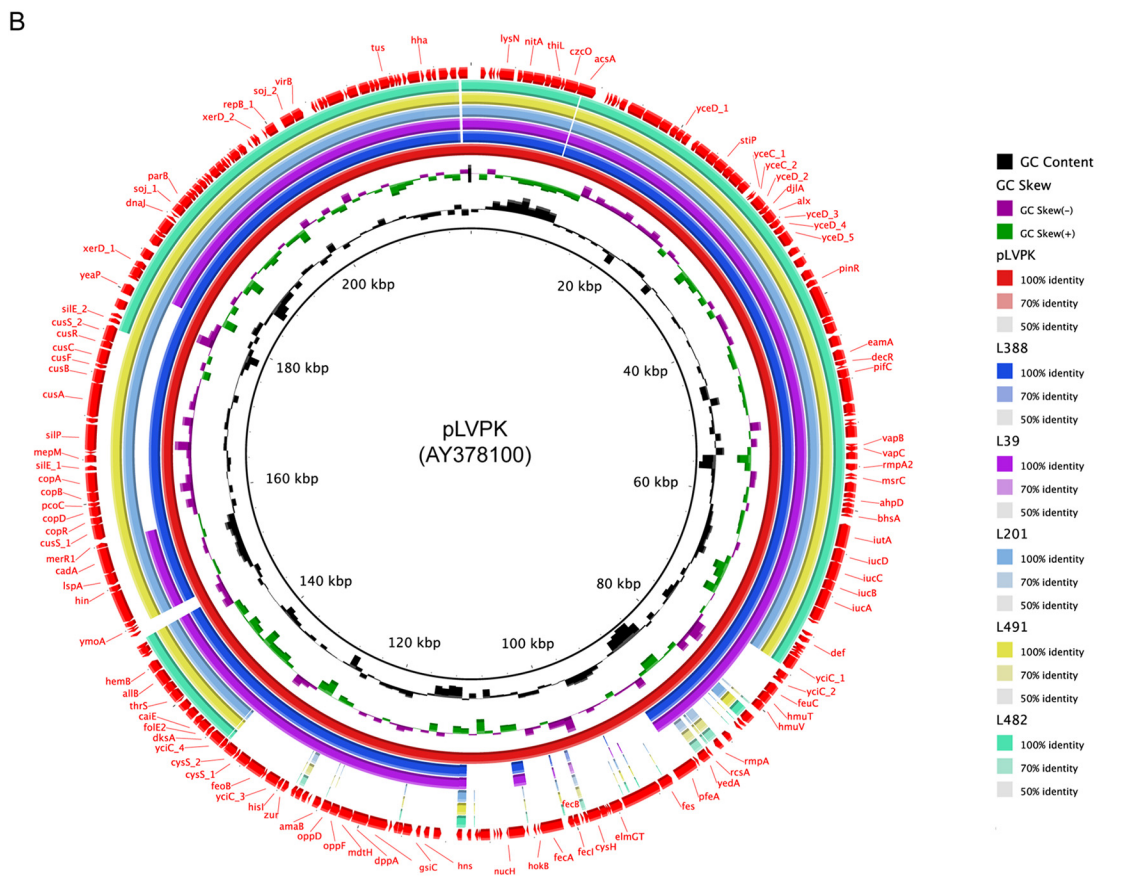 B
lysN
nitA
thiL
czcO
acsA
yceD_1
stiP
yceC_1
yceC_2
yceD_2
djlA
alx
yceD_3
yceD_4
yceD_5
pinR
eamA
decR
pifC
vapB
vapC
rmpA2
msrC
ahpD
bhsA
iutA
iucD
iucC
iucB
iucA
def
yciC_1
yciC_2
feuC
hmuT
hmuV
rmpA
rcsA
yedA
pfeA
fes
elmGT
cysH
fecI
fecB
fecA
hokB
nucH
hns
gsiC
dppA
mdtH
oppF
oppD
amaB
zur
hisI
yciC_3
feoB
cysS_1
cysS_2
yciC_4
dksA
folE2
caiE
thrS
allB
hemB
ymoA
hin
lspA
cadA
merR1
cusS_1
copR
copD
pcoC
copB
copA
silE_1
mepM
silP
cusA
cusB
cusF
cusC
cusR
cusS_2
silE_2
yeaP
xerD_1
dnaJ
soj_1
parB
xerD_2
repB_1
soj_2
virB
tus
hha
20 kbp
40 kbp
60 kbp
80 kbp
100 kbp
120 kbp
140 kbp
160 kbp
180 kbp
200 kbp
pLVPK
(AY378100)
GC Content
GC Skew
GC Skew(-)
GC Skew(+)
pLVPK
100% identity
70% identity
50% identity
L388
100% identity
70% identity
50% identity
L39
100% identity
70% identity
50% identity
L201
100% identity
70% identity
50% identity
L491
100% identity
70% identity
50% identity
L482
100% identity
70% identity
50% identity